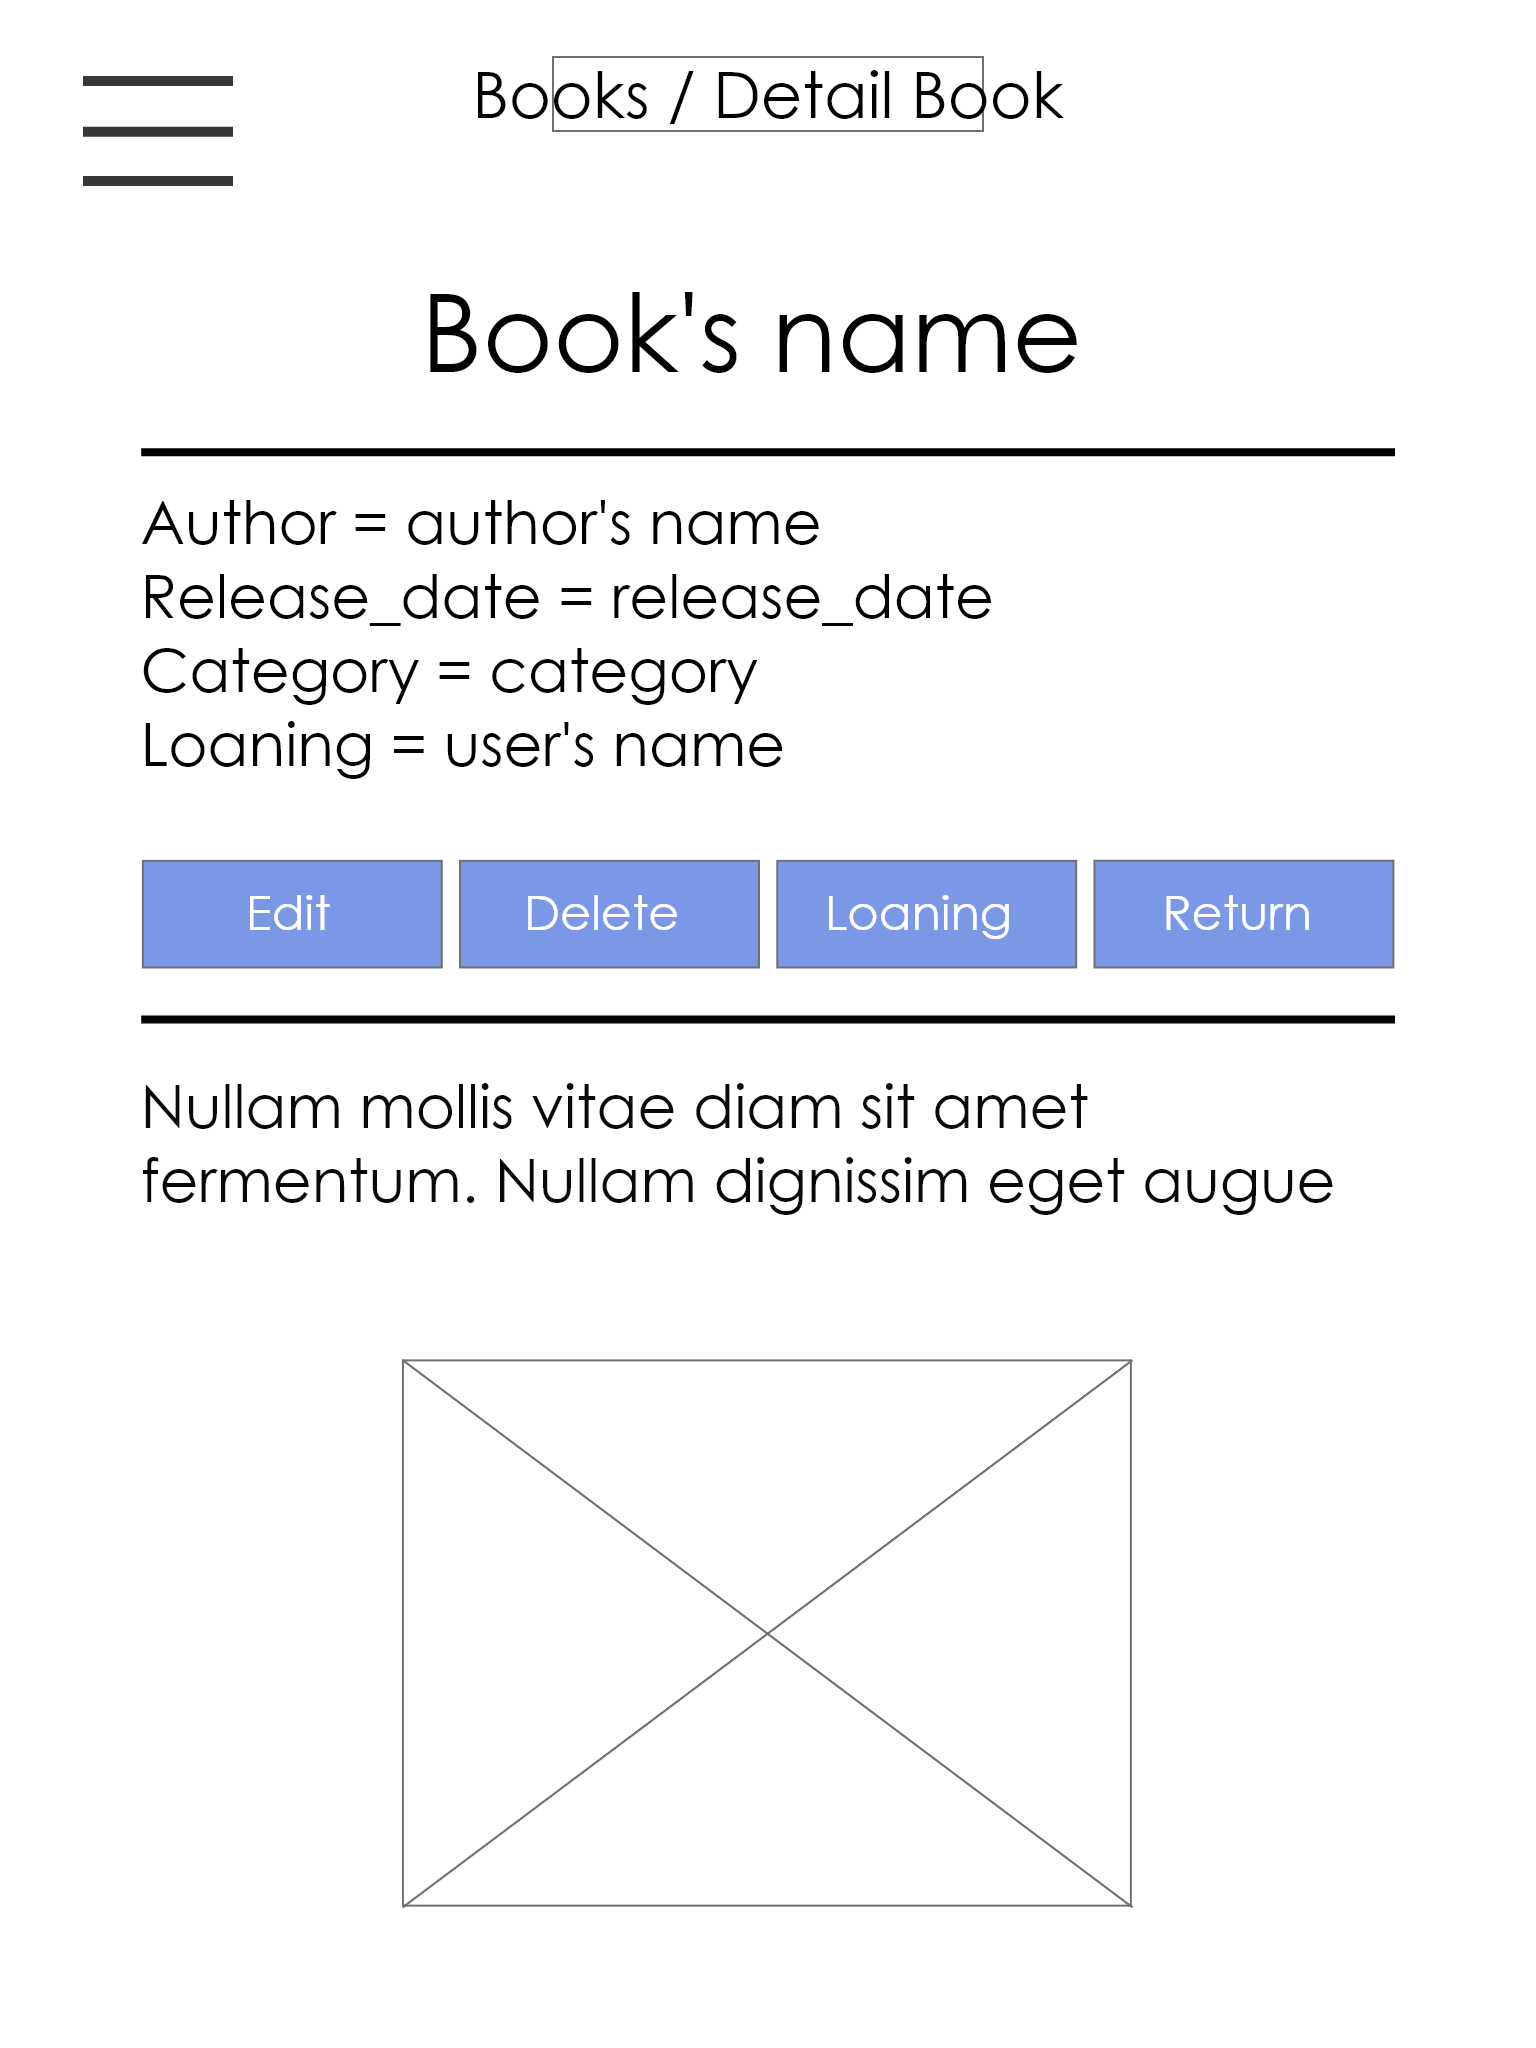 Books / Detail Book
Book's name
Author = author's name
Release_date = release_date
Category = category
Loaning = user's name
Edit Delete Loaning Return
Nullam mollis vitae diam sit amet
fermentum. Nullam dignissim eget augue